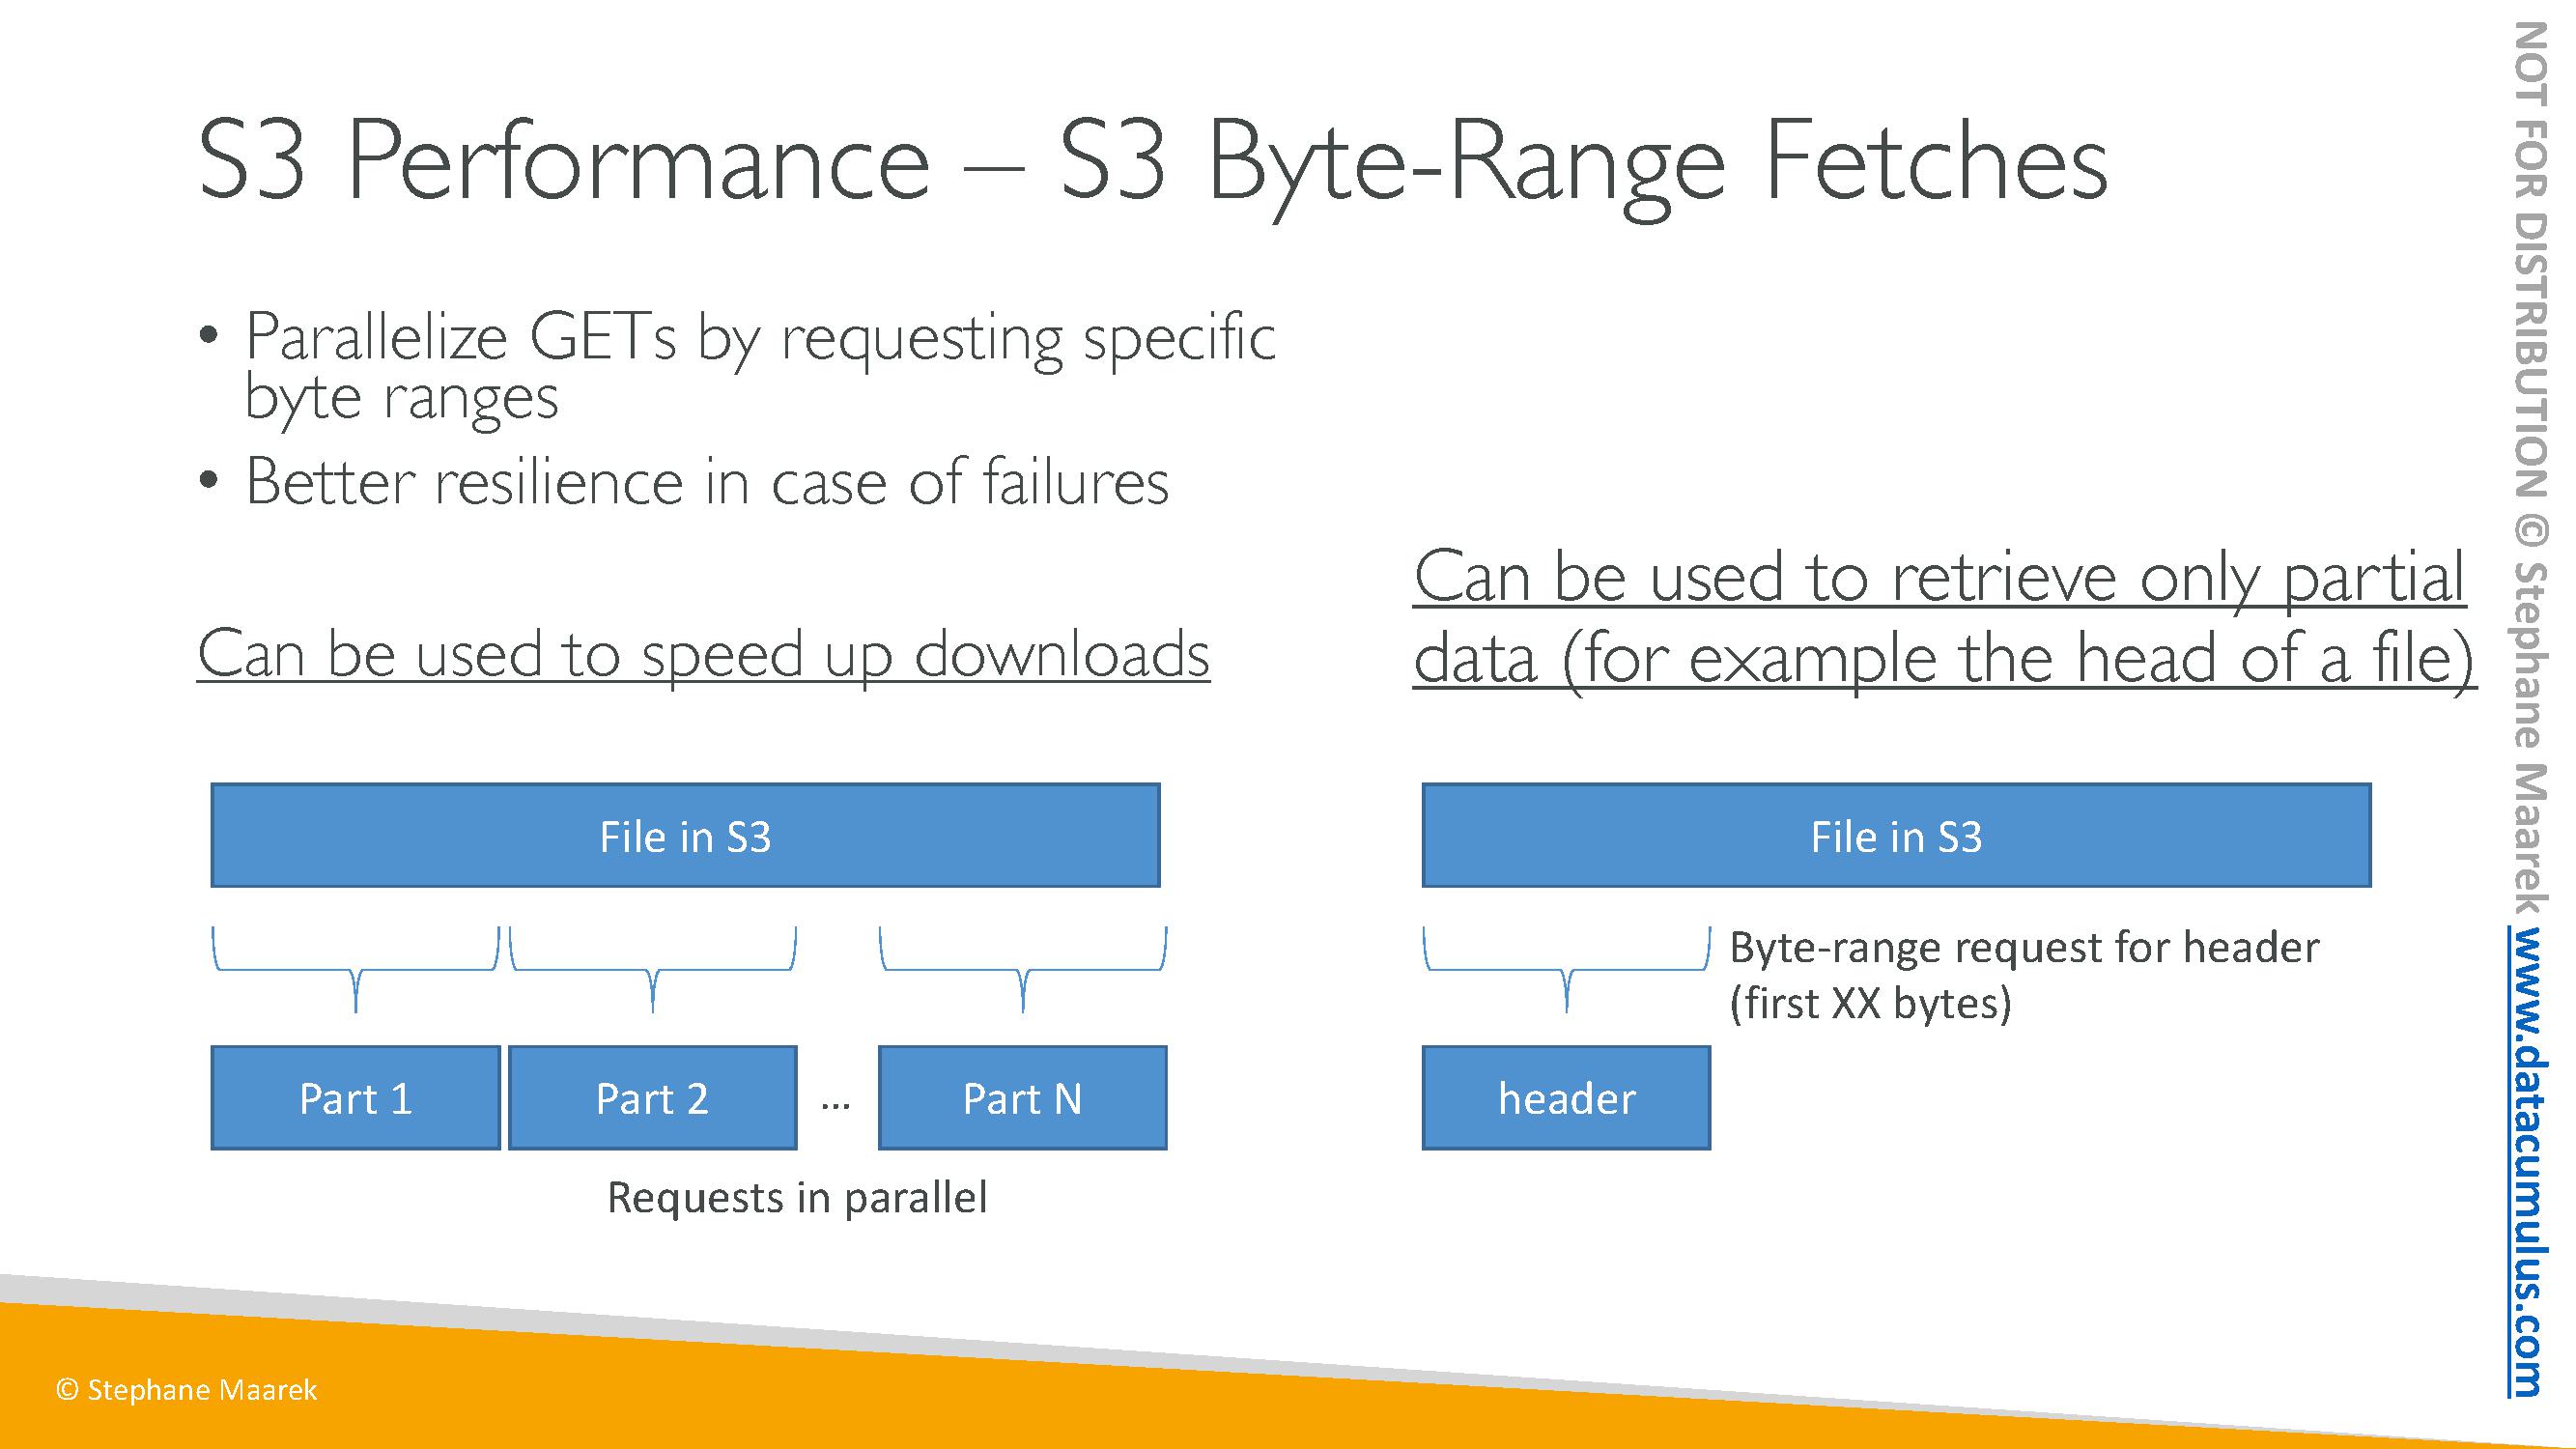 S3 Performance – S3 Byte-Range Fetches
• Parallelize GETs by requesting specific
byte ranges
• Better resilience in case of failures
Can be used to speed up downloads
File in S3
Part 1
Part 2
...
Part N
Requests in parallel
Can be used to retrieve only partial
data (for example the head of a file)
File in S3
Byte-range request for header
(first XX bytes)
header
© Stephane Maarek
NOT FOR DISTRIBUTION © Stephane Maarek www.datacumulus.com